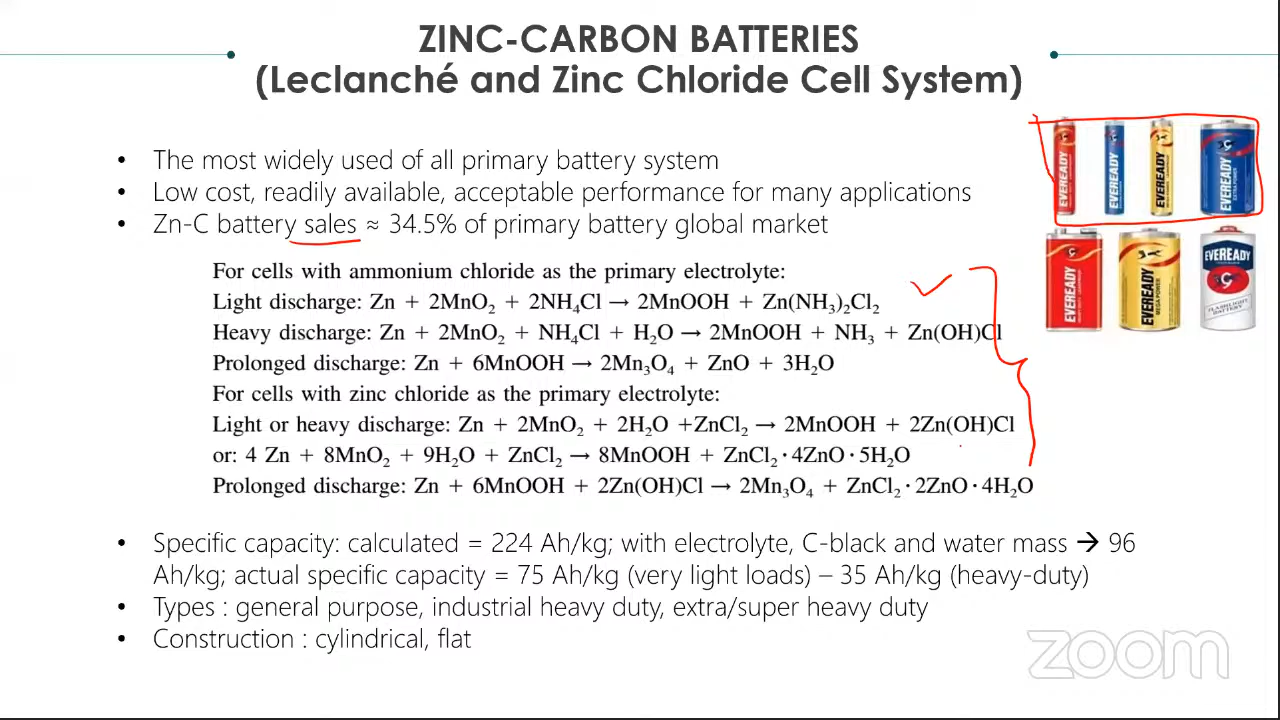 ZINC-CARBON BATTERIES
(Leclanché and Zinc Chloride Cell System)
• The most widely used of all primary battery system
• Low cost, readily available, acceptable performance for many applications
• Zn-C battery sales ≈ 34.5% of primary battery global market
For cells with ammonium chloride as the primary electrolyte:
Light discharge: Zn + 2MnO₂ + 2NH₄Cl → 2MnOOH + Zn(NH₃)₂Cl₂
Heavy discharge: Zn + 2MnO₂ + NH₄Cl + H₂O → 2MnOOH + NH₃ + Zn(OH)Cl
Prolonged discharge: Zn + 6MnOOH → 2Mn₃O₄ + ZnO + 3H₂O
For cells with zinc chloride as the primary electrolyte:
Light or heavy discharge: Zn + 2MnO₂ + 2H₂O +ZnCl₂ → 2MnOOH + 2Zn(OH)Cl
or: 4 Zn + 8MnO₂ + 9H₂O + ZnCl₂ → 8MnOOH + ZnCl₂·4ZnO·5H₂O
Prolonged discharge: Zn + 6MnOOH + 2Zn(OH)Cl → 2Mn₃O₄ + ZnCl₂·2ZnO·4H₂O
• Specific capacity: calculated = 224 Ah/kg; with electrolyte, C-black and water mass → 96
Ah/kg; actual specific capacity = 75 Ah/kg (very light loads) – 35 Ah/kg (heavy-duty)
• Types : general purpose, industrial heavy duty, extra/super heavy duty
• Construction : cylindrical, flat
EVEREADY
EVEREADY
EVEREADY
EVEREADY
EVEREADY
EVEREADY
EVEREADY
FLASHLIGHT
BATTERY
zoom